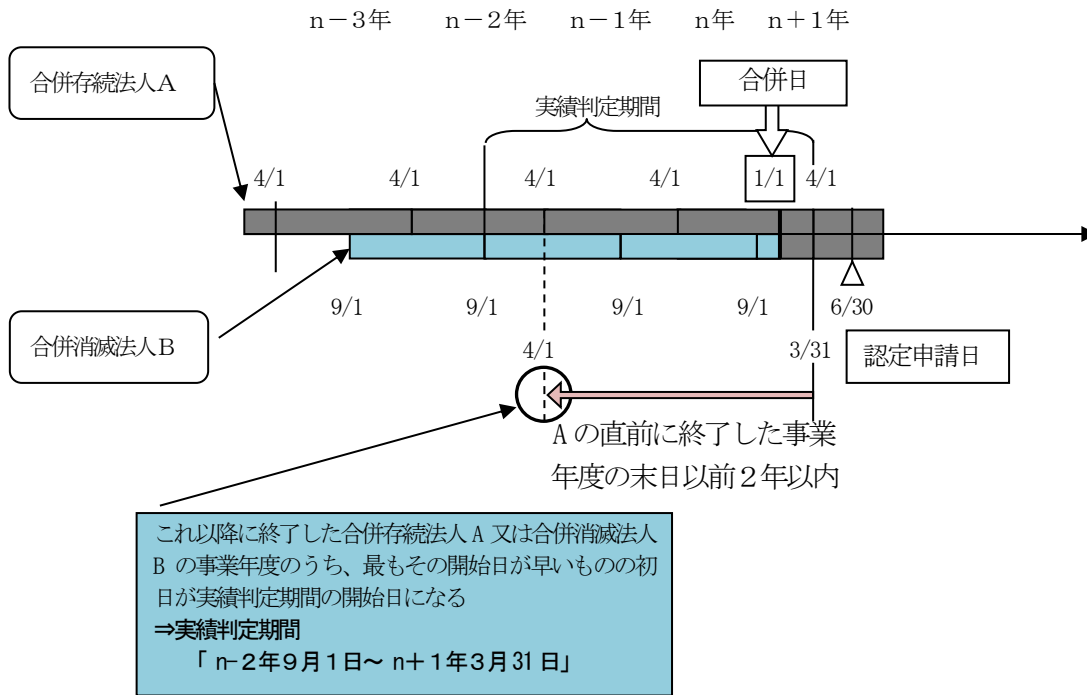 n－3年 n－2年 n－1年 n年 n＋1年
合併存続法人A
合併日
実績判定期間
4/1 4/1 4/1 4/1 1/1 4/1
9/1 9/1 9/1 9/1 6/30
合併消滅法人B
4/1 3/31
認定申請日
A の直前に終了した事業
年度の末日以前２年以内
これ以降に終了した合併存続法人 A 又は合併消滅法人
B の事業年度のうち、最もその開始日が早いものの初
日が実績判定期間の開始日になる
⇒実績判定期間
「 n-２年９月１日～ n＋１年３月 31 日」